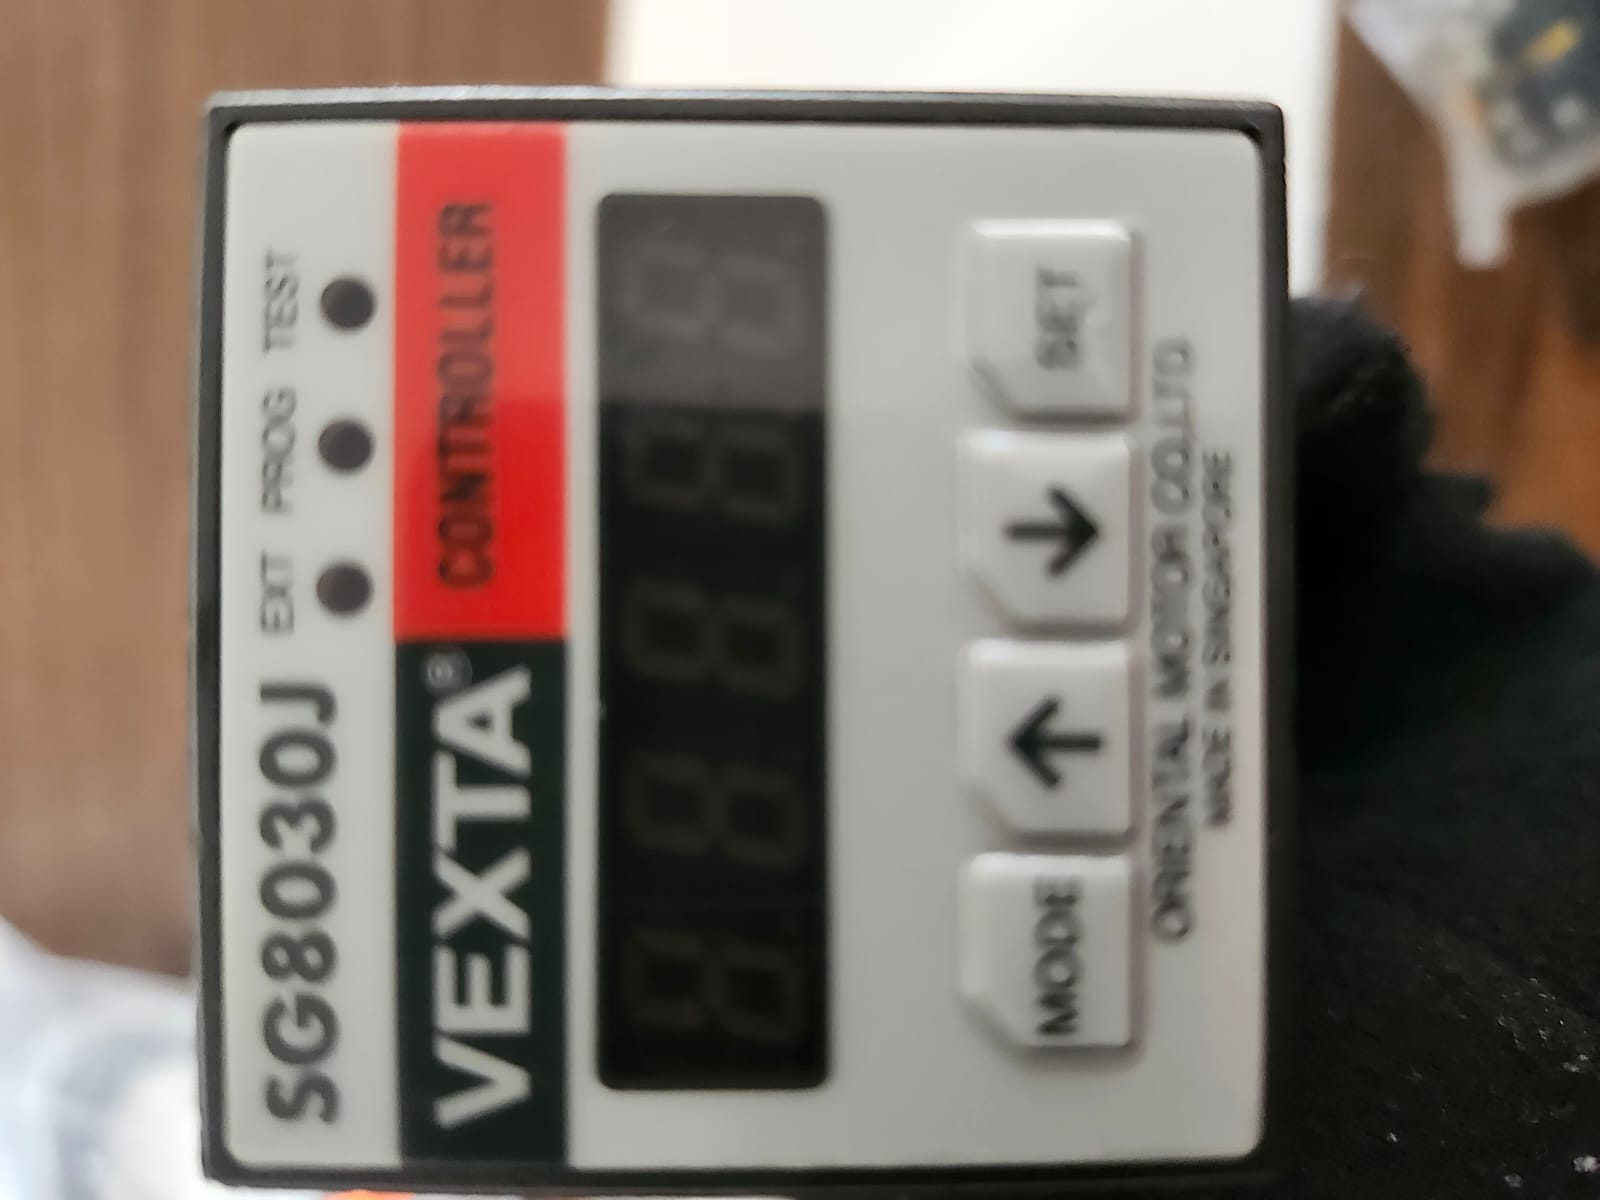 SG8030J EXT PROG TEST
VEXTA® CONTROLLER
MODE ↑ ↓ SET
ORIENTAL MOTOR CO.,LTD.
MADE IN SINGAPORE